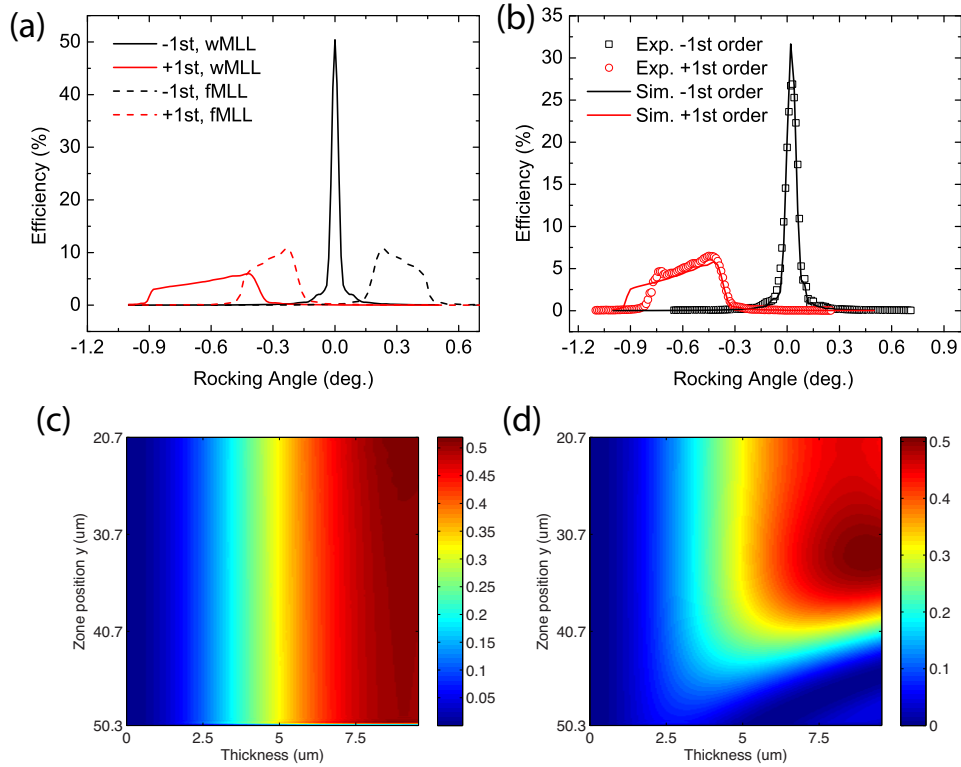 (a)
50
40
30
20
10
0
Efficiency (%)
-1st, wMLL
+1st, wMLL
-1st, fMLL
+1st, fMLL
-1.2 -0.9 -0.6 -0.3 0.0 0.3 0.6
Rocking Angle (deg.)
(b)
35
30
25
20
15
10
5
0
Efficiency (%)
Exp. -1st order
Exp. +1st order
Sim. -1st order
Sim. +1st order
-1.2 -0.9 -0.6 -0.3 0.0 0.3 0.6 0.9
Rocking Angle (deg.)
(c)
20.7
30.7
40.7
50.3
Zone position y (um)
0 2.5 5 7.5
Thickness (um)
0.5
0.45
0.4
0.35
0.3
0.25
0.2
0.15
0.1
0.05
(d)
20.7
30.7
40.7
50.3
Zone position y (um)
0 2.5 5 7.5
Thickness (um)
0.5
0.4
0.3
0.2
0.1
0